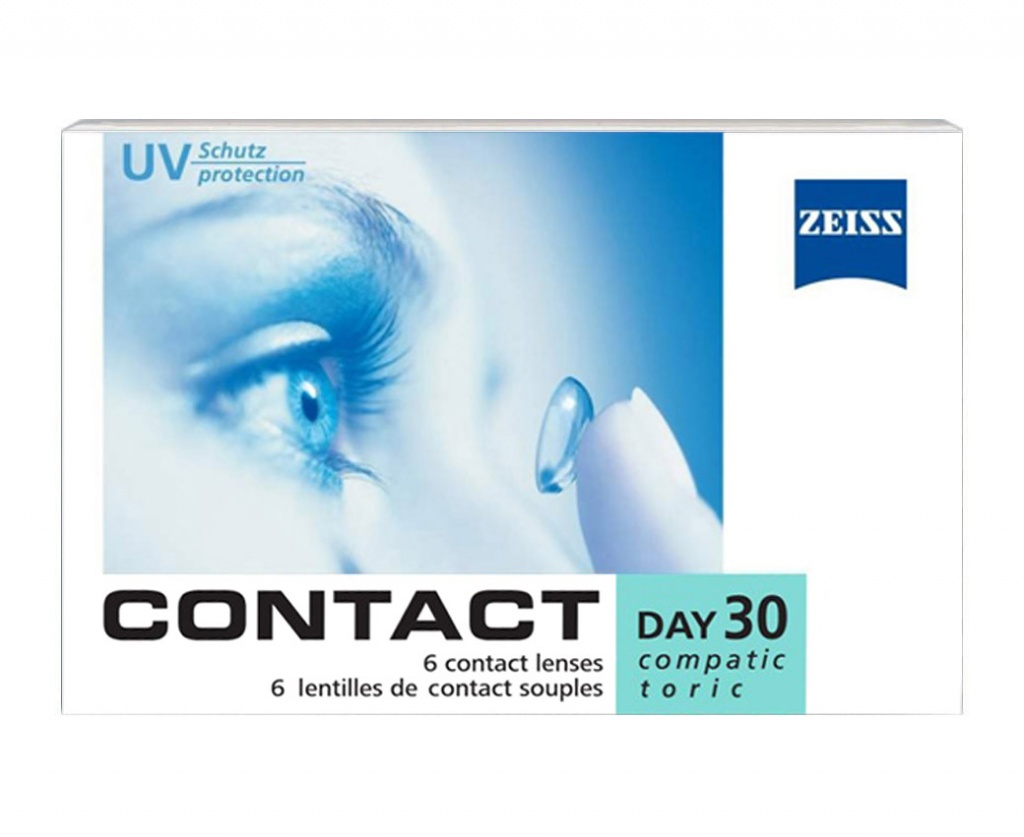 UV Schutz
protection
ZEISS
CONTACT
6 contact lenses
6 lentilles de contact souples
DAY 30
compatic
toric